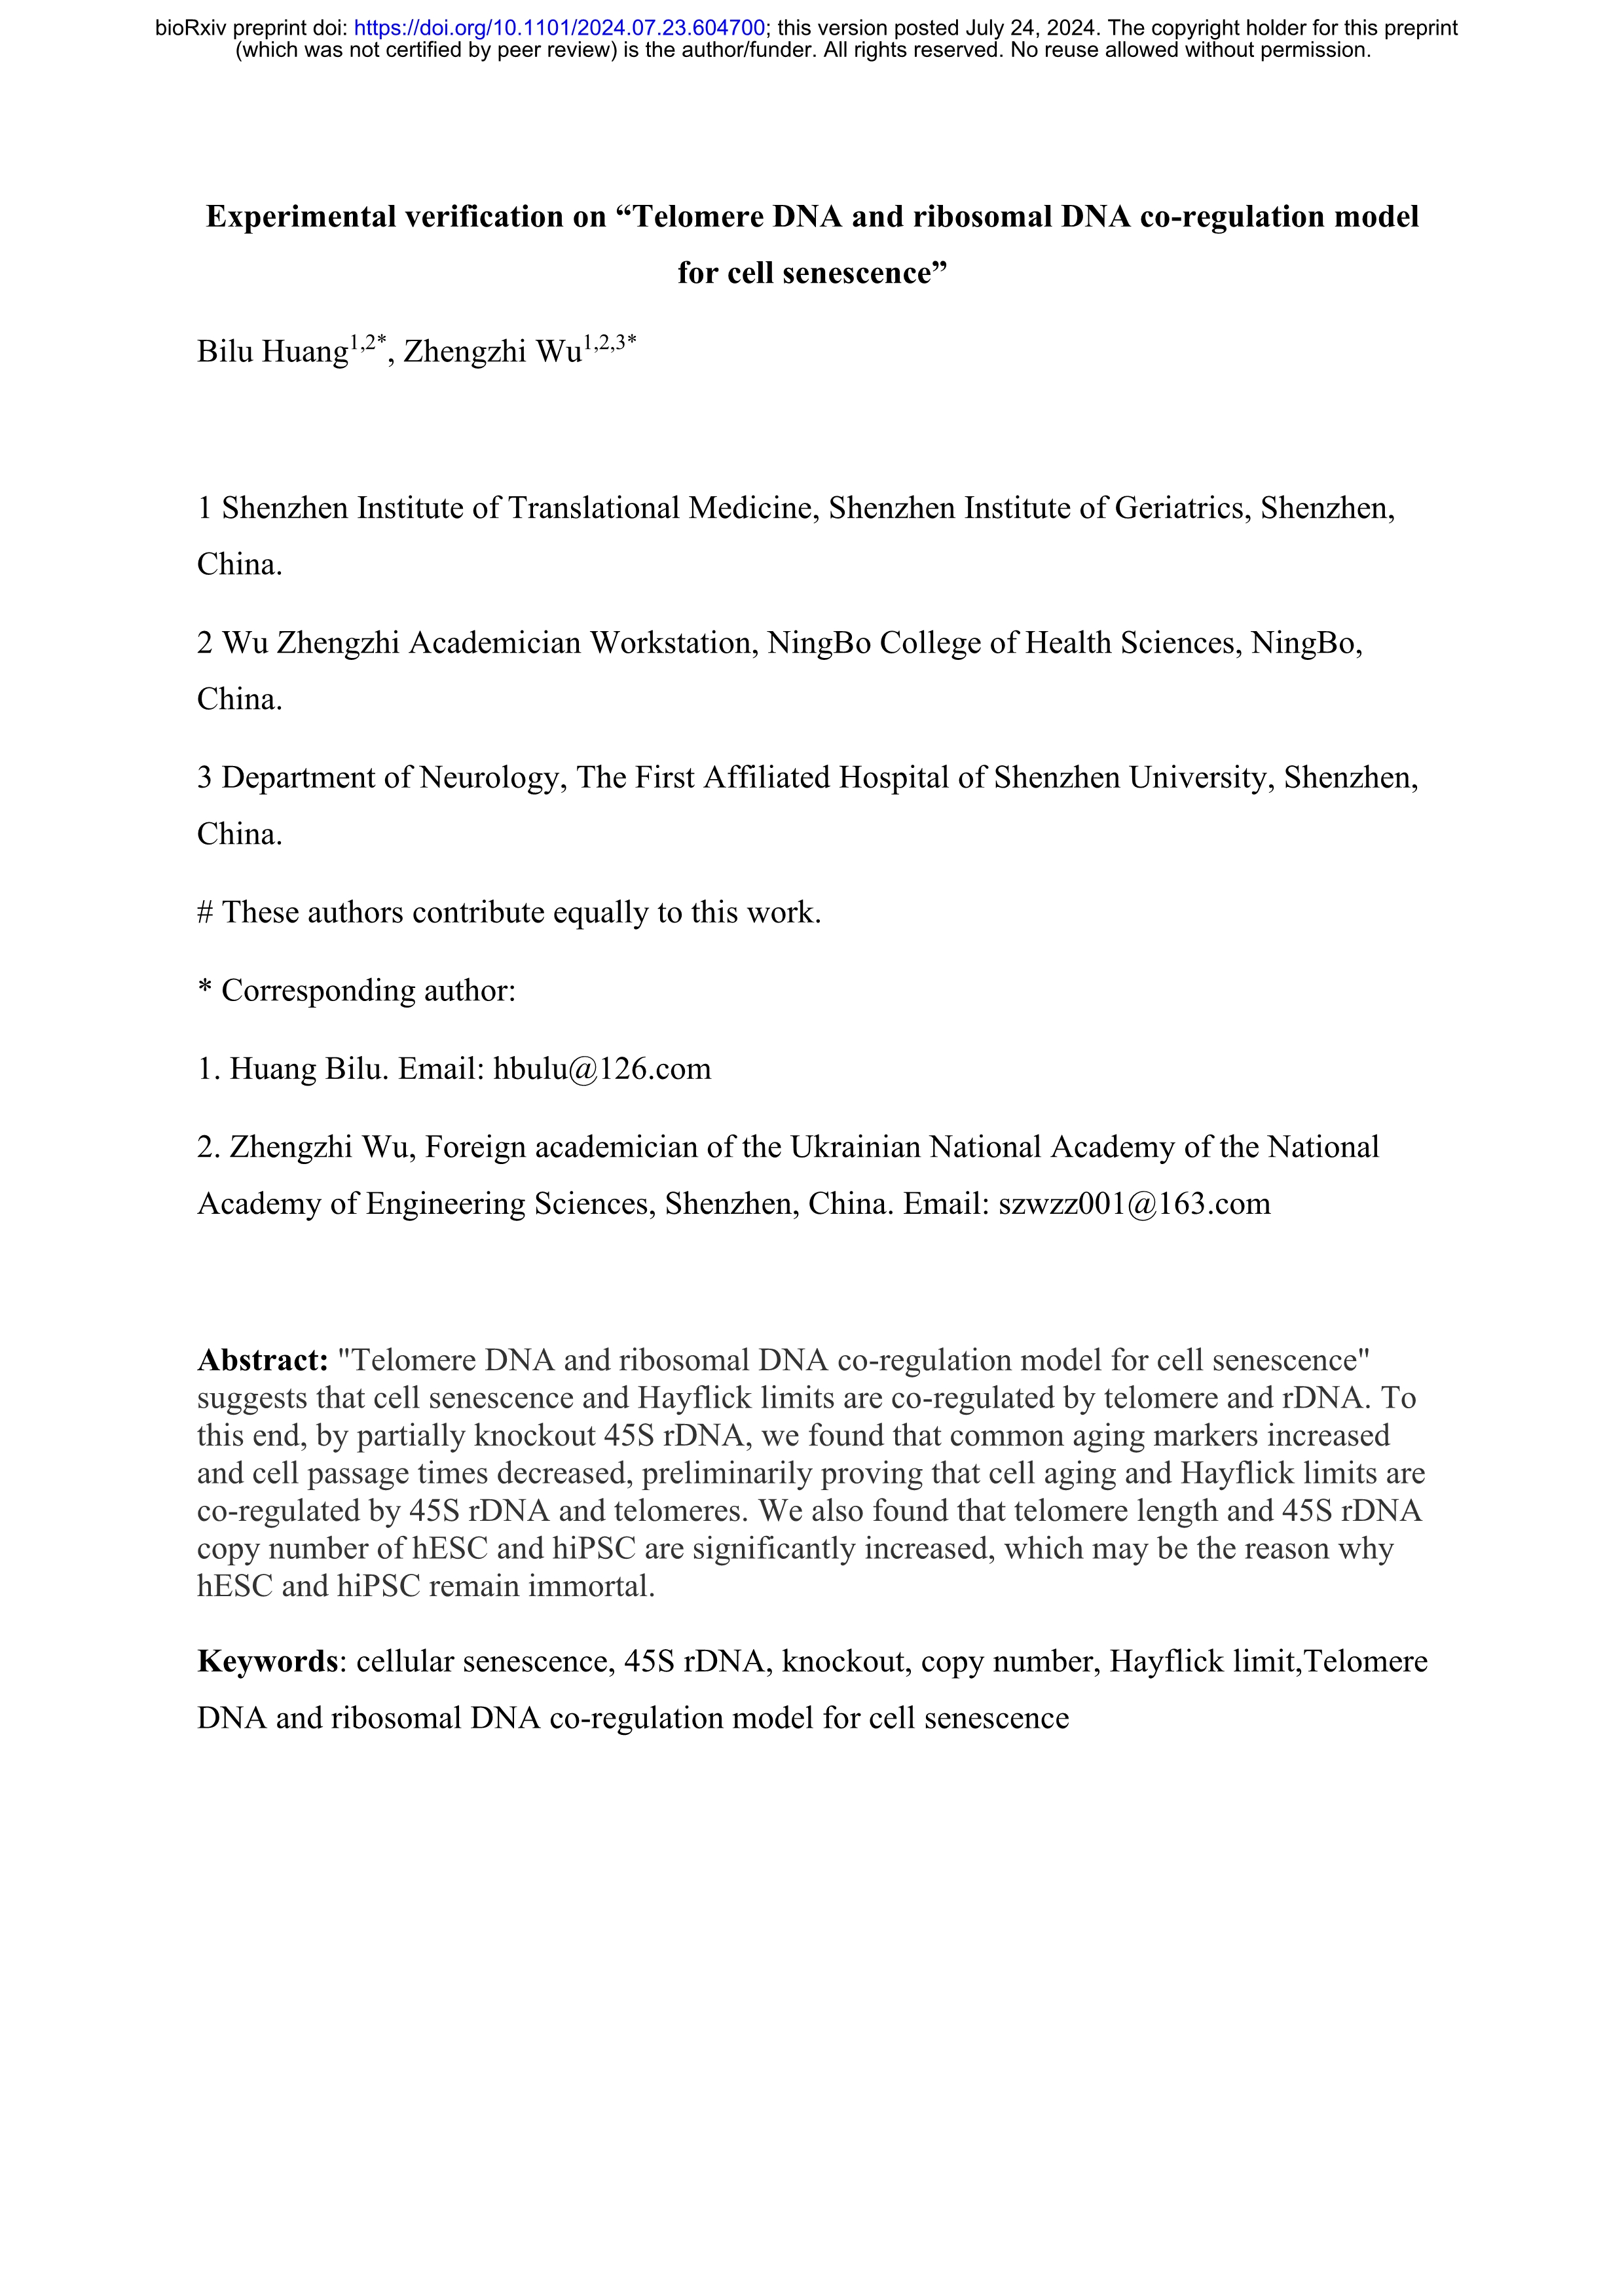 bioRxiv preprint doi: https://doi.org/10.1101/2024.07.23.604700; this version posted July 24, 2024. The copyright holder for this preprint
(which was not certified by peer review) is the author/funder. All rights reserved. No reuse allowed without permission.
Experimental verification on “Telomere DNA and ribosomal DNA co-regulation model
for cell senescence”
Bilu Huang1,2*, Zhengzhi Wu1,2,3*
1 Shenzhen Institute of Translational Medicine, Shenzhen Institute of Geriatrics, Shenzhen,
China.
2 Wu Zhengzhi Academician Workstation, NingBo College of Health Sciences, NingBo,
China.
3 Department of Neurology, The First Affiliated Hospital of Shenzhen University, Shenzhen,
China.
# These authors contribute equally to this work.
* Corresponding author:
1. Huang Bilu. Email: hbulu@126.com
2. Zhengzhi Wu, Foreign academician of the Ukrainian National Academy of the National
Academy of Engineering Sciences, Shenzhen, China. Email: szwzz001@163.com
Abstract: "Telomere DNA and ribosomal DNA co-regulation model for cell senescence"
suggests that cell senescence and Hayflick limits are co-regulated by telomere and rDNA. To
this end, by partially knockout 45S rDNA, we found that common aging markers increased
and cell passage times decreased, preliminarily proving that cell aging and Hayflick limits are
co-regulated by 45S rDNA and telomeres. We also found that telomere length and 45S rDNA
copy number of hESC and hiPSC are significantly increased, which may be the reason why
hESC and hiPSC remain immortal.
Keywords: cellular senescence, 45S rDNA, knockout, copy number, Hayflick limit,Telomere
DNA and ribosomal DNA co-regulation model for cell senescence